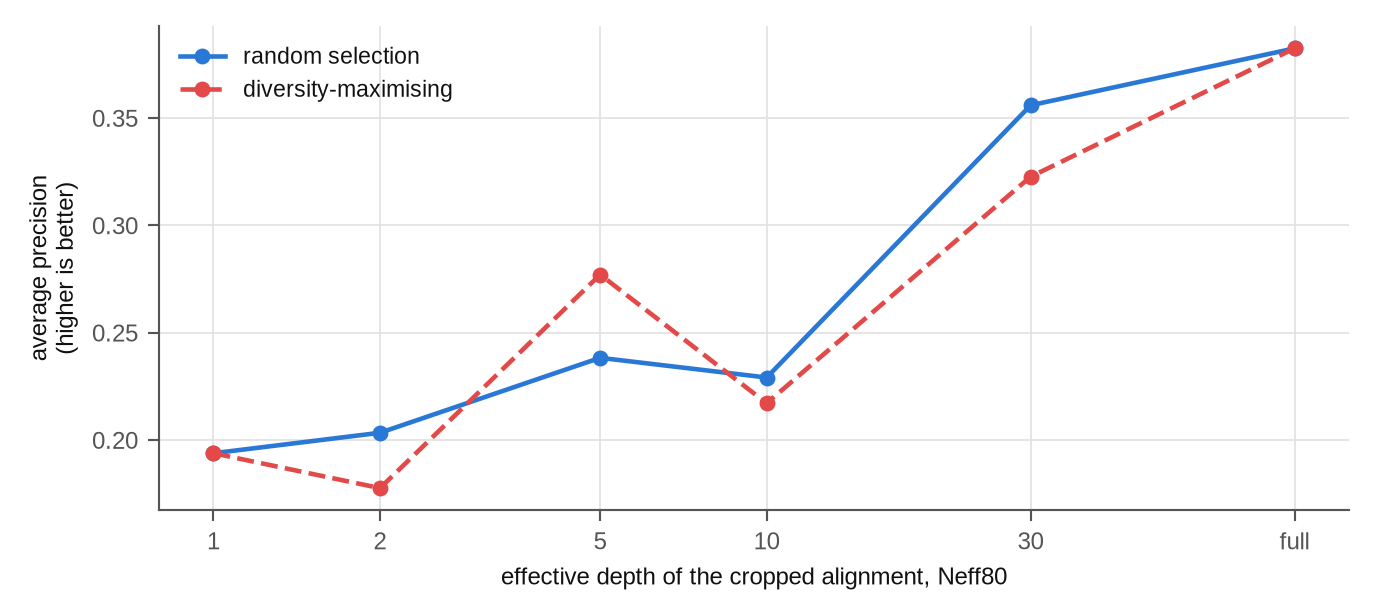 random selection
diversity-maximising
average precision
(higher is better)
0.35
0.30
0.25
0.20
1 2 5 10 30 full
effective depth of the cropped alignment, Neff80